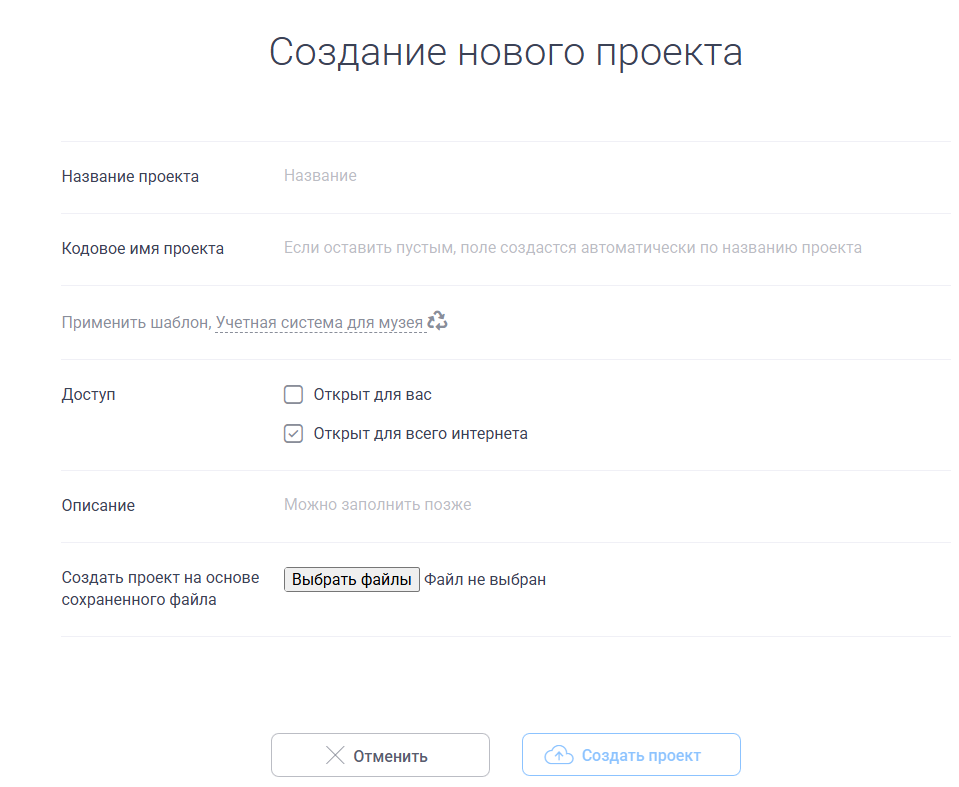 Создание нового проекта
Название проекта
Название
Кодовое имя проекта
Если оставить пустым, поле создастся автоматически по названию проекта
Применить шаблон, Учетная система для музея
Доступ
Открыт для вас
Открыт для всего интернета
Описание
Можно заполнить позже
Создать проект на основе
сохраненного файла
Выбрать файлы Файл не выбран
Отменить
Создать проект